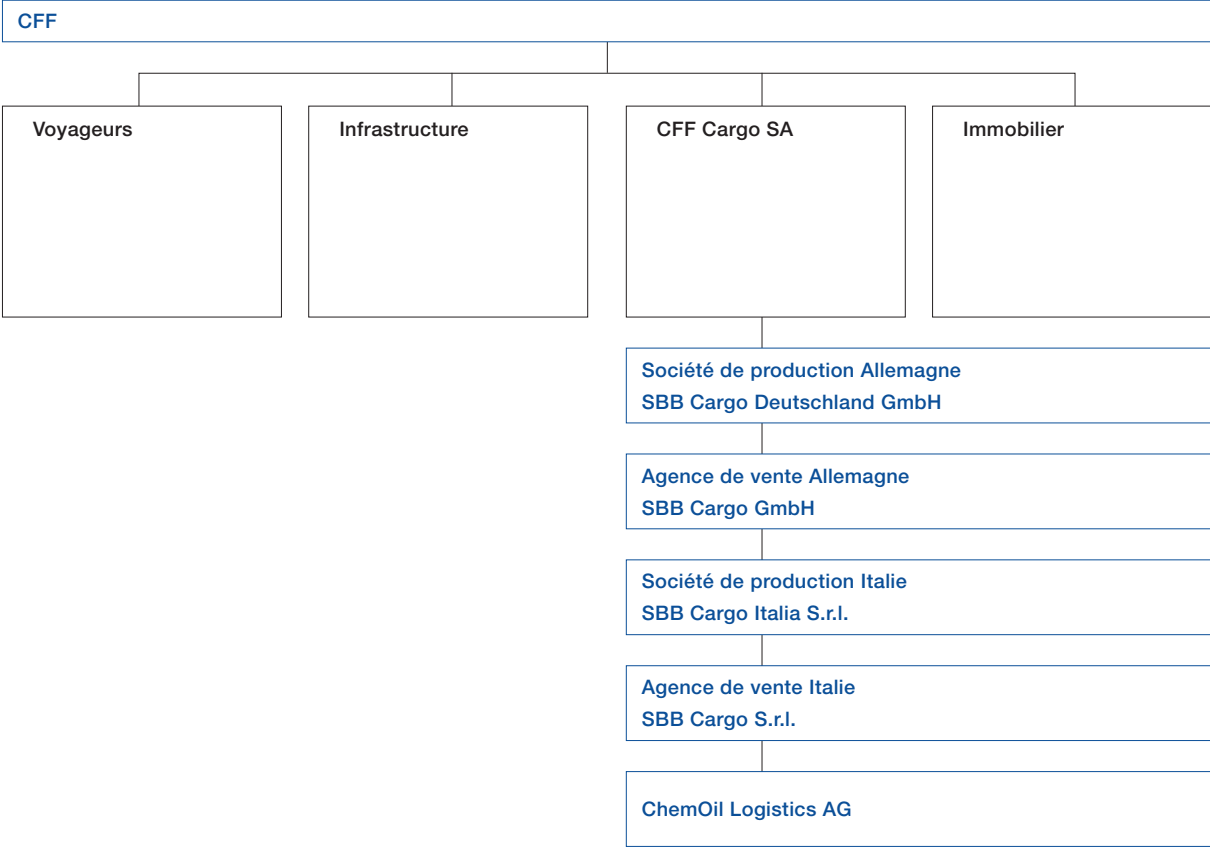 CFF
Voyageurs
Infrastructure
CFF Cargo SA
Immobilier
Société de production Allemagne
SBB Cargo Deutschland GmbH
Agence de vente Allemagne
SBB Cargo GmbH
Société de production Italie
SBB Cargo Italia S.r.l.
Agence de vente Italie
SBB Cargo S.r.l.
ChemOil Logistics AG